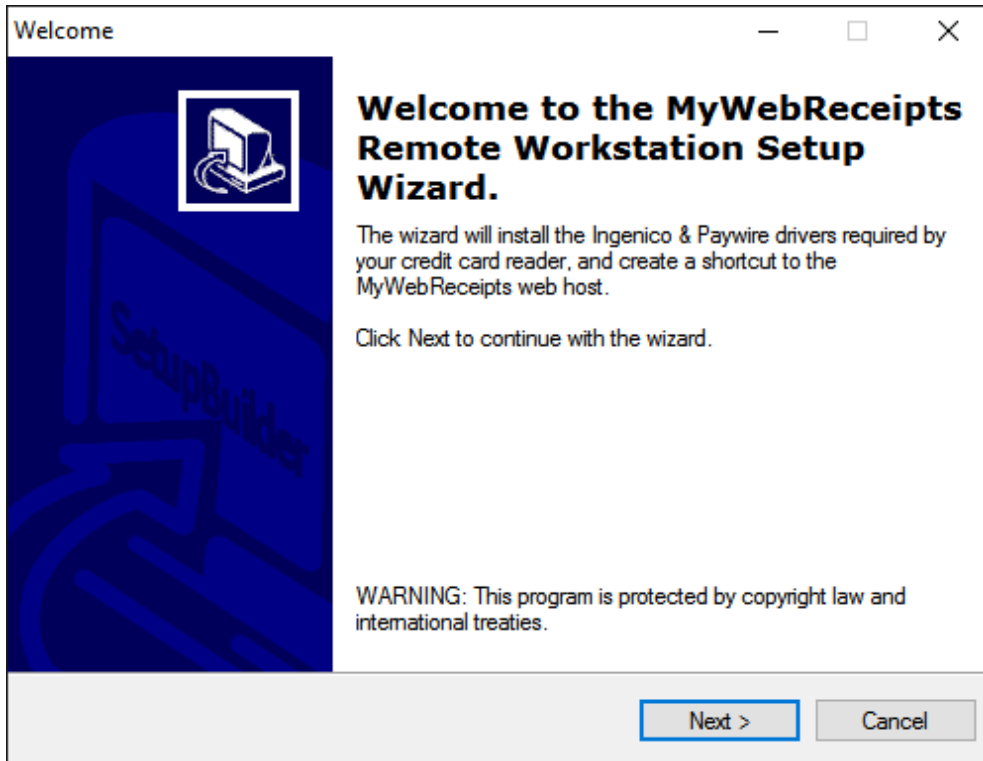 Welcome
Welcome to the MyWebReceipts
Remote Workstation Setup
Wizard.
The wizard will install the Ingenico & Paywire drivers required by
your credit card reader, and create a shortcut to the
MyWebReceipts web host.
Click Next to continue with the wizard.
SetupBuilder
WARNING: This program is protected by copyright law and
international treaties.
Next >
Cancel